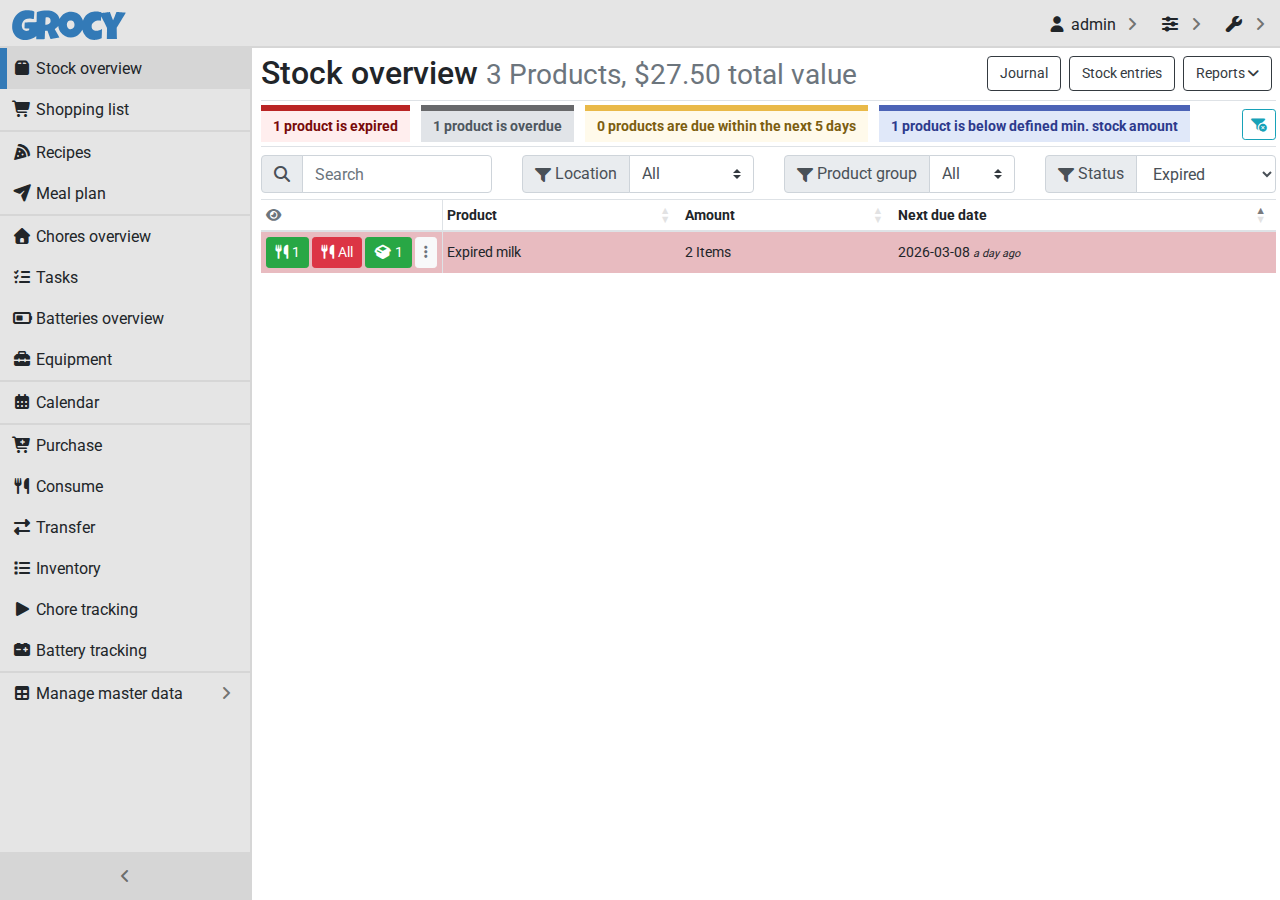 GROCY
admin
Stock overview
Shopping list
Recipes
Meal plan
Chores overview
Tasks
Batteries overview
Equipment
Calendar
Purchase
Consume
Transfer
Inventory
Chore tracking
Battery tracking
Manage master data
Stock overview 3 Products, $27.50 total value
Journal
Stock entries
Reports
1 product is expired
1 product is overdue
0 products are due within the next 5 days
1 product is below defined min. stock amount
Search
Location
All
Product group
All
Status
Expired
Product
Amount
Next due date
1
All
1
Expired milk
2 Items
2026-03-08 a day ago